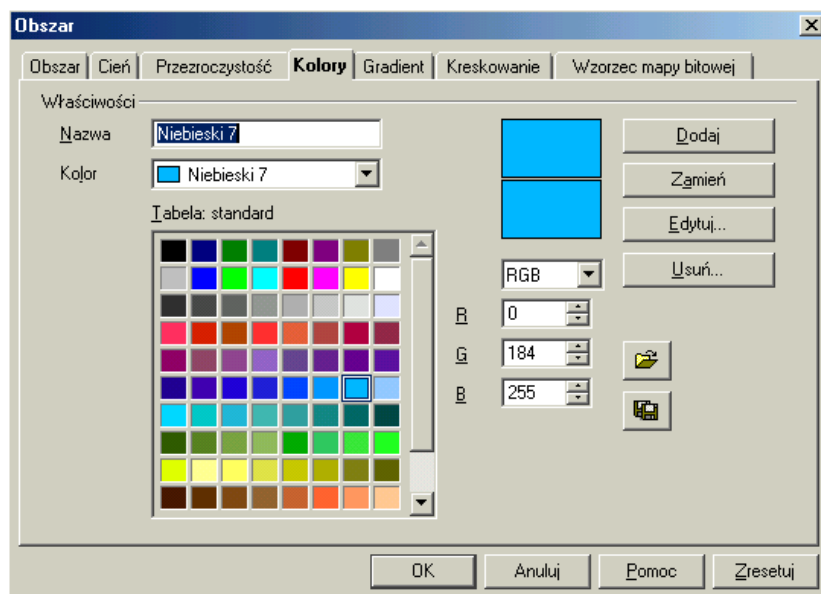 Obszar
Obszar Cień Przezroczystość Kolory Gradient Kreskowanie Wzorzec mapy bitowej
Właściwości
Nazwa Niebieski 7 Dodaj
Kolor Niebieski 7 Zamień
Tabela: standard Edytuj...
RGB Usuń...
R 0
G 184
B 255
OK Anuluj Pomoc Zresetuj